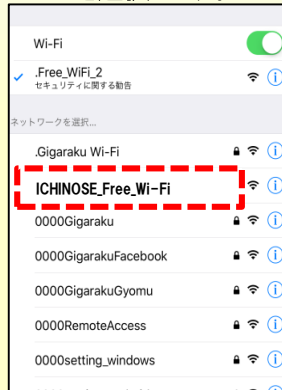 Wi-Fi
.Free_WiFi_2
セキュリティに関する勧告
ネットワークを選択...
.Gigaraku Wi-Fi
ICHINOSE_Free_Wi-Fi
0000Gigaraku
0000GigarakuFacebook
0000GigarakuGyomu
0000RemoteAccess
0000setting_windows